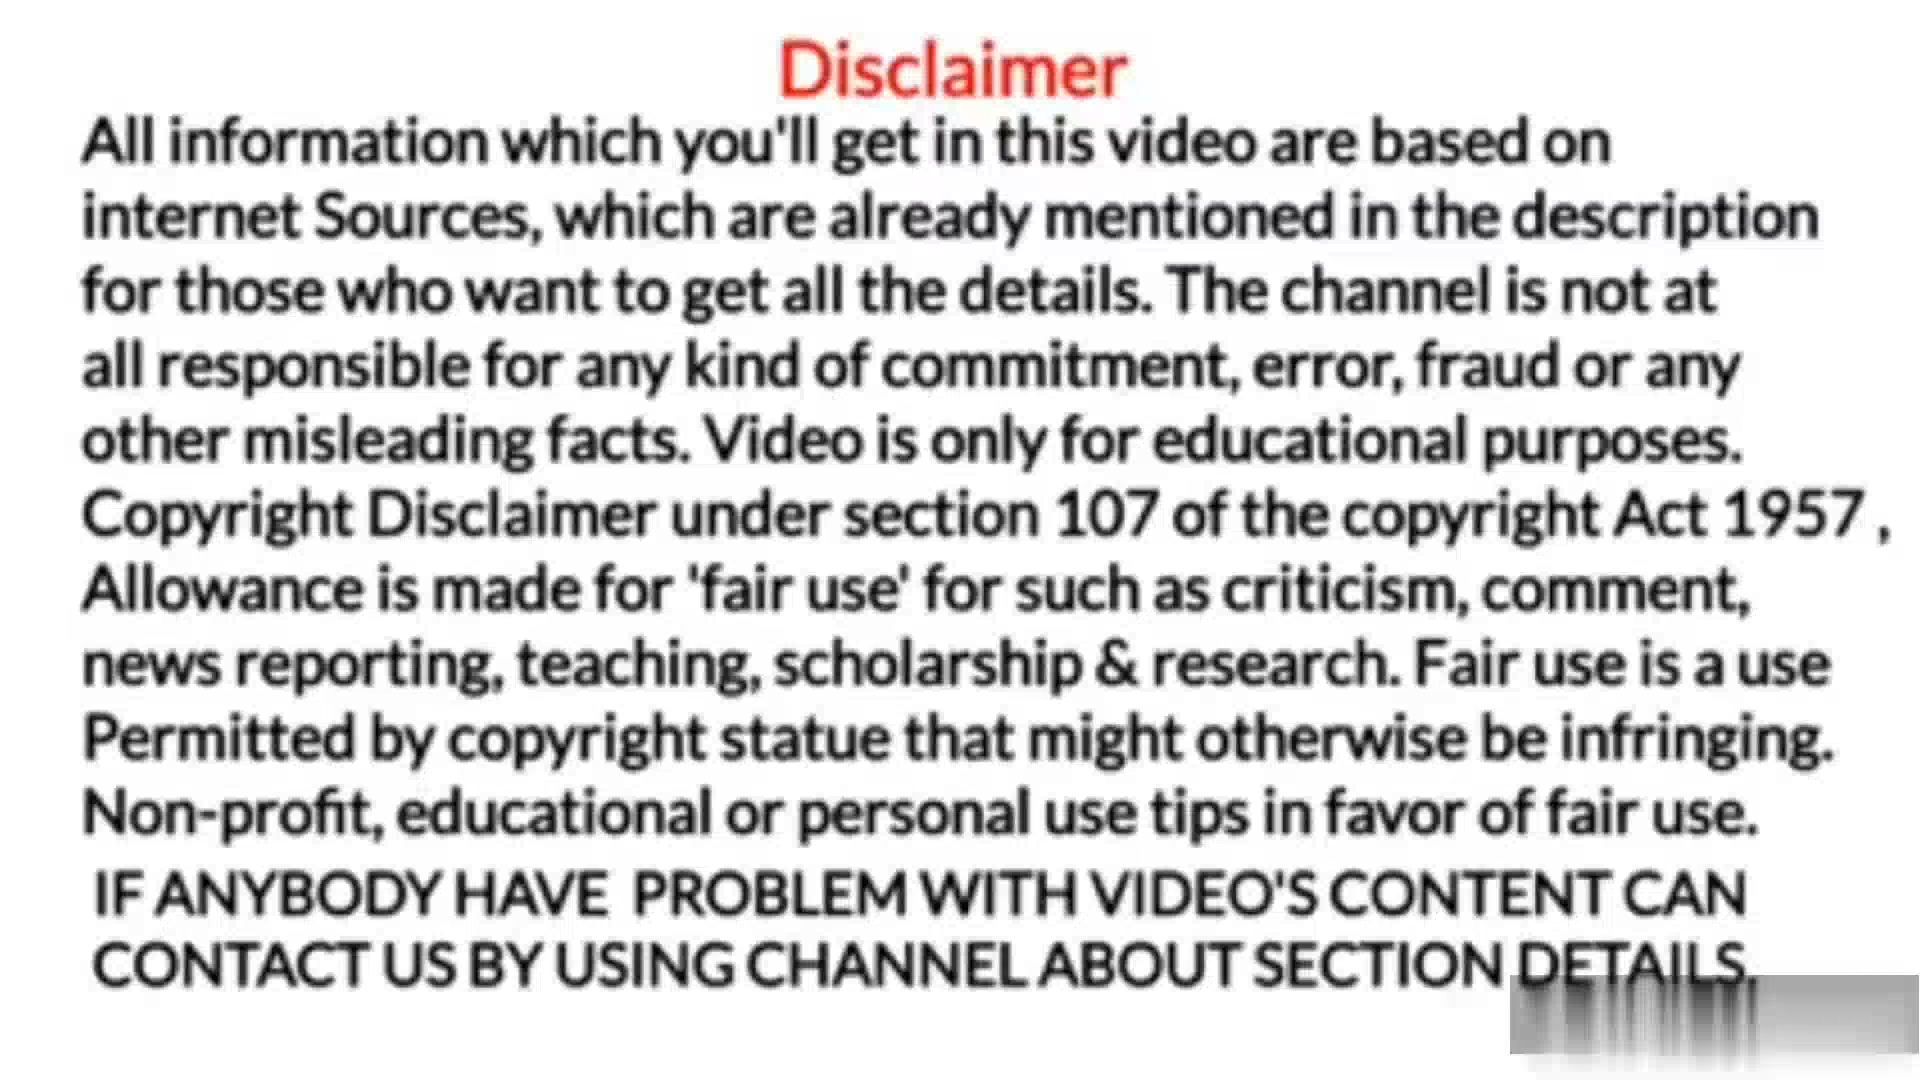 Disclaimer
All information which you'll get in this video are based on
internet Sources, which are already mentioned in the description
for those who want to get all the details. The channel is not at
all responsible for any kind of commitment, error, fraud or any
other misleading facts. Video is only for educational purposes.
Copyright Disclaimer under section 107 of the copyright Act 1957 ,
Allowance is made for 'fair use' for such as criticism, comment,
news reporting, teaching, scholarship & research. Fair use is a use
Permitted by copyright statue that might otherwise be infringing.
Non-profit, educational or personal use tips in favor of fair use.
IF ANYBODY HAVE PROBLEM WITH VIDEO'S CONTENT CAN
CONTACT US BY USING CHANNEL ABOUT SECTION DETAILS.